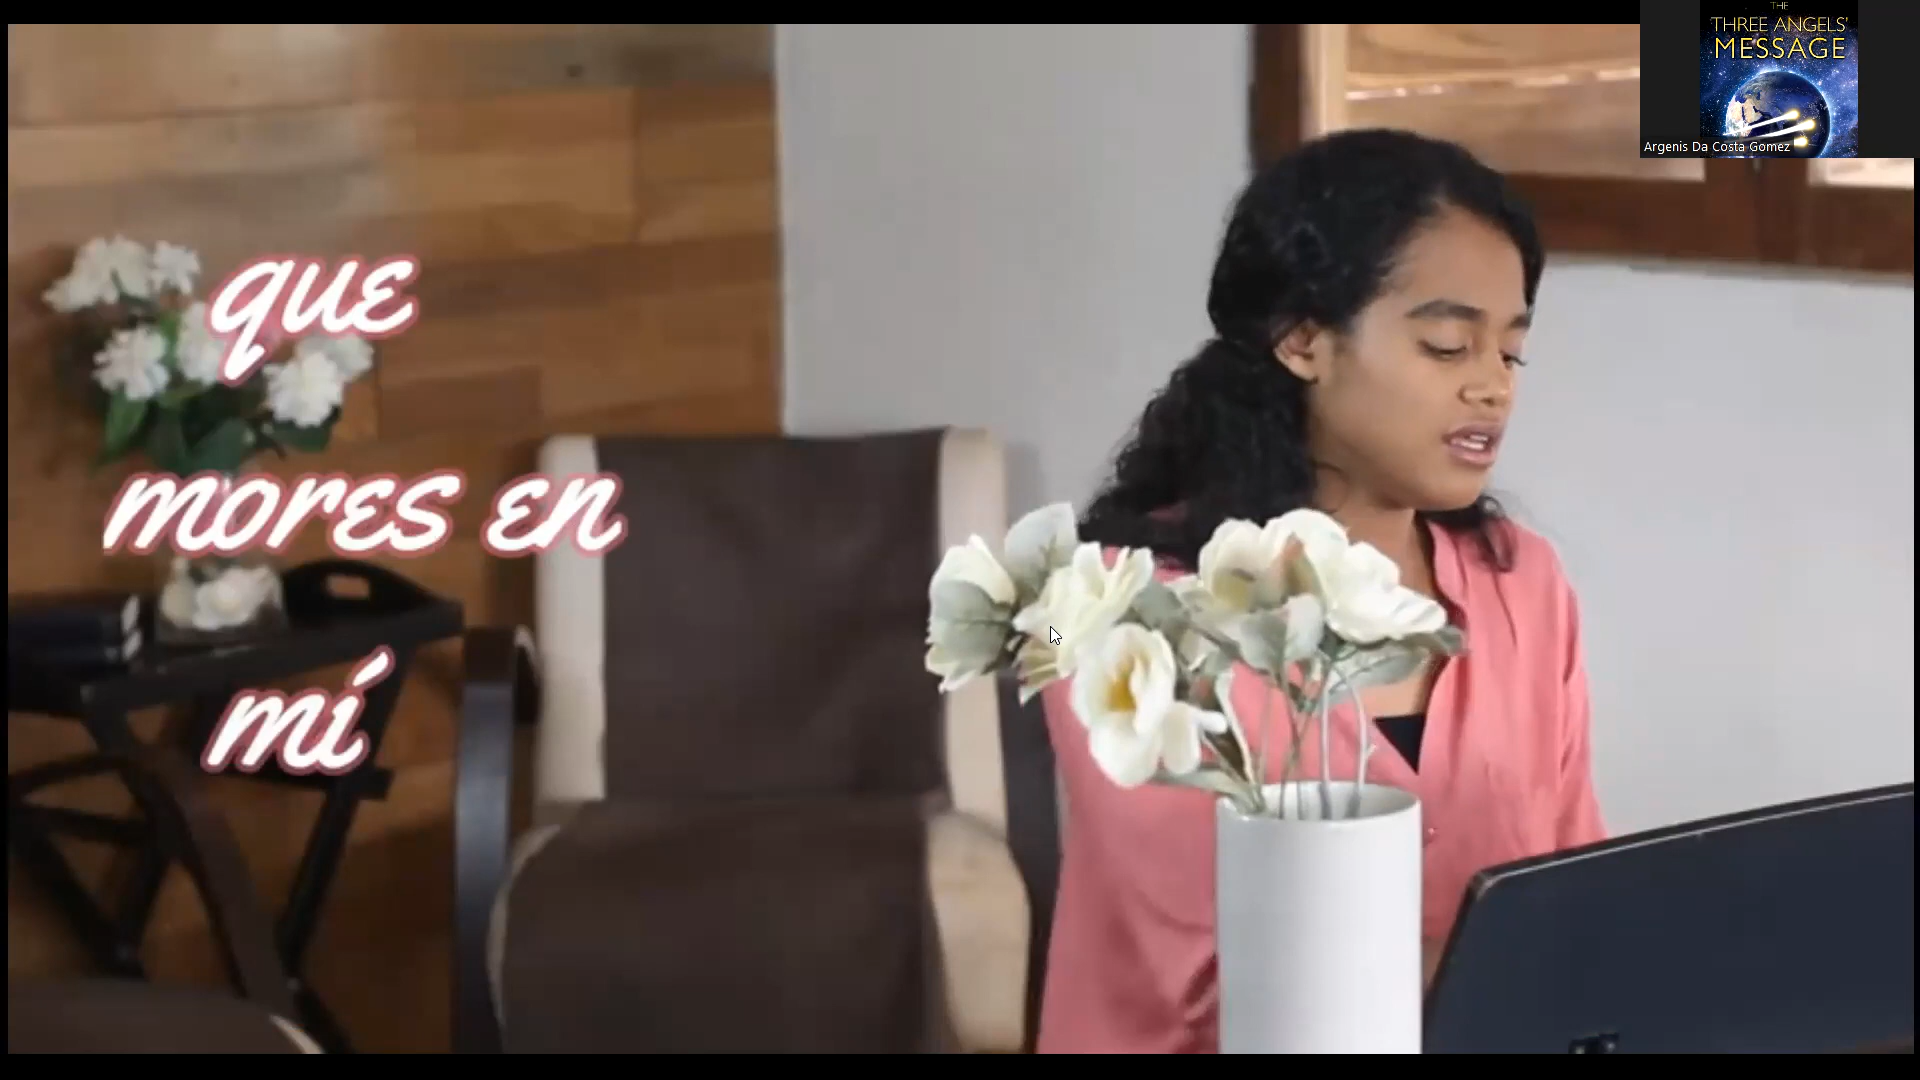 que
mores en
mí
THE
THREE ANGELS'
MESSAGE
Argenis Da Costa Gomez